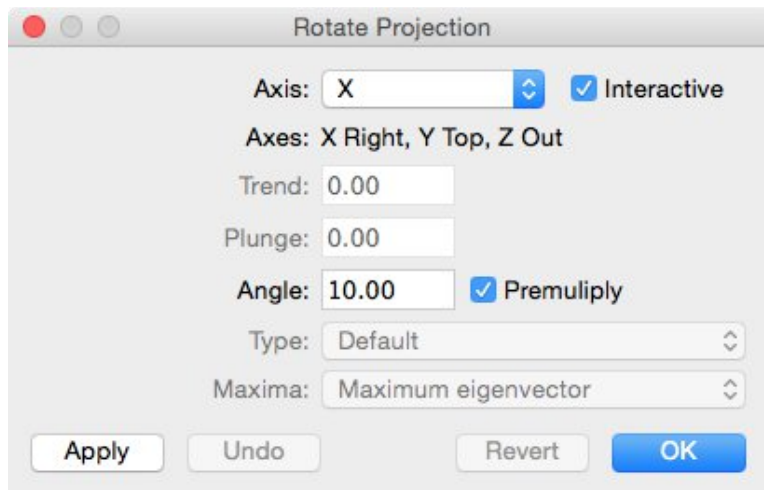 Rotate Projection
Axis: X Interactive
Axes: X Right, Y Top, Z Out
Trend: 0.00
Plunge: 0.00
Angle: 10.00 Premuliply
Type: Default
Maxima: Maximum eigenvector
Apply Undo Revert OK